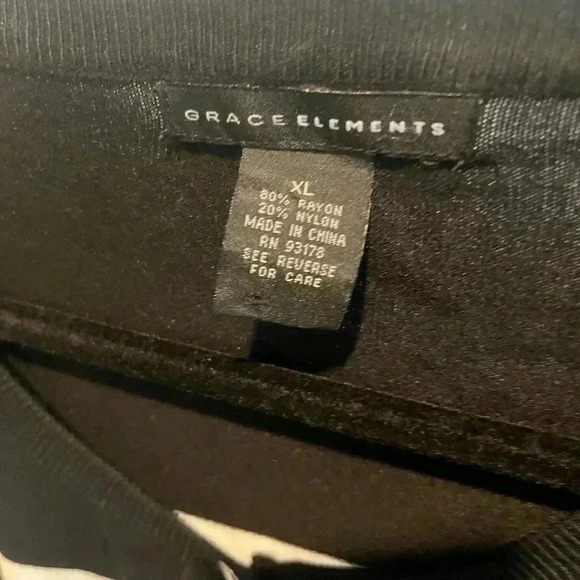 GRACE ELEMENTS
XL
80% RAYON
20% NYLON
MADE IN CHINA
RN 93178
SEE REVERSE
FOR CARE